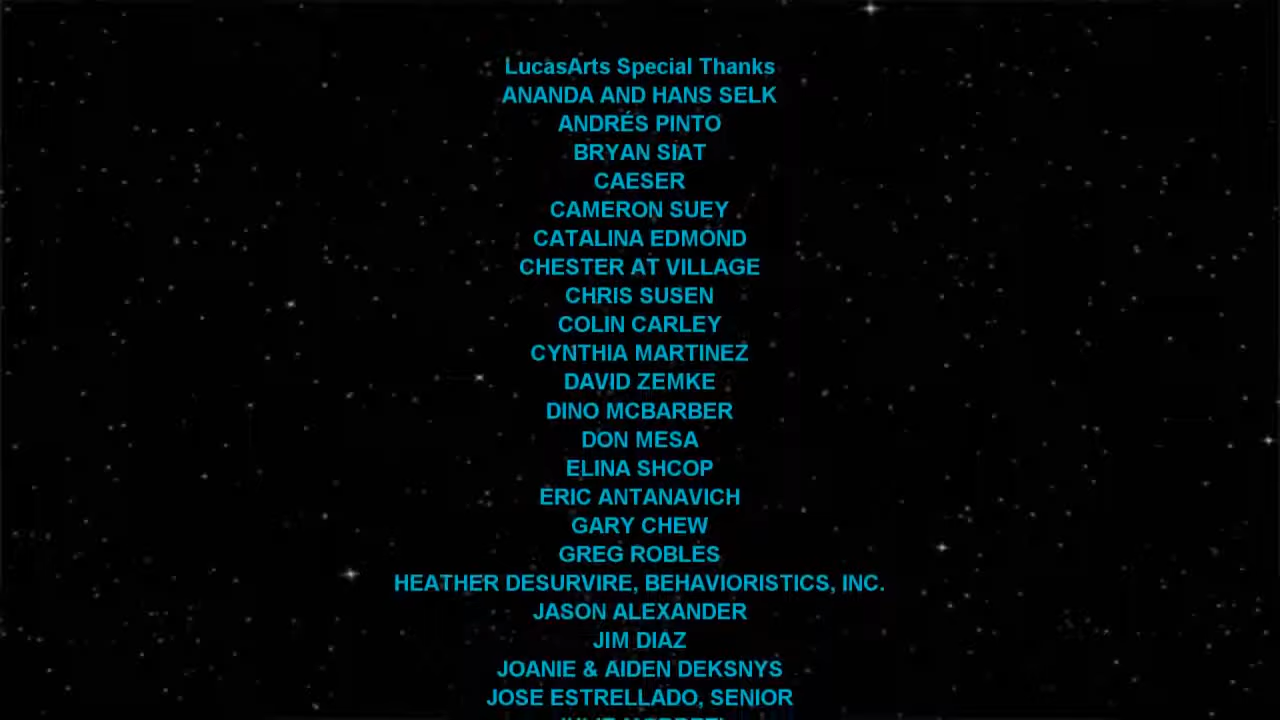 LucasArts Special Thanks
ANANDA AND HANS SELK
ANDRÉS PINTO
BRYAN SIAT
CAESER
CAMERON SUEY
CATALINA EDMOND
CHESTER AT VILLAGE
CHRIS SUSEN
COLIN CARLEY
CYNTHIA MARTINEZ
DAVID ZEMKE
DINO MCBARBER
DON MESA
ELINA SHCOP
ERIC ANTANAVICH
GARY CHEW
GREG ROBLES
HEATHER DESURVIRE, BEHAVIORISTICS, INC.
JASON ALEXANDER
JIM DIAZ
JOANIE & AIDEN DEKSNYS
JOSE ESTRELLADO, SENIOR